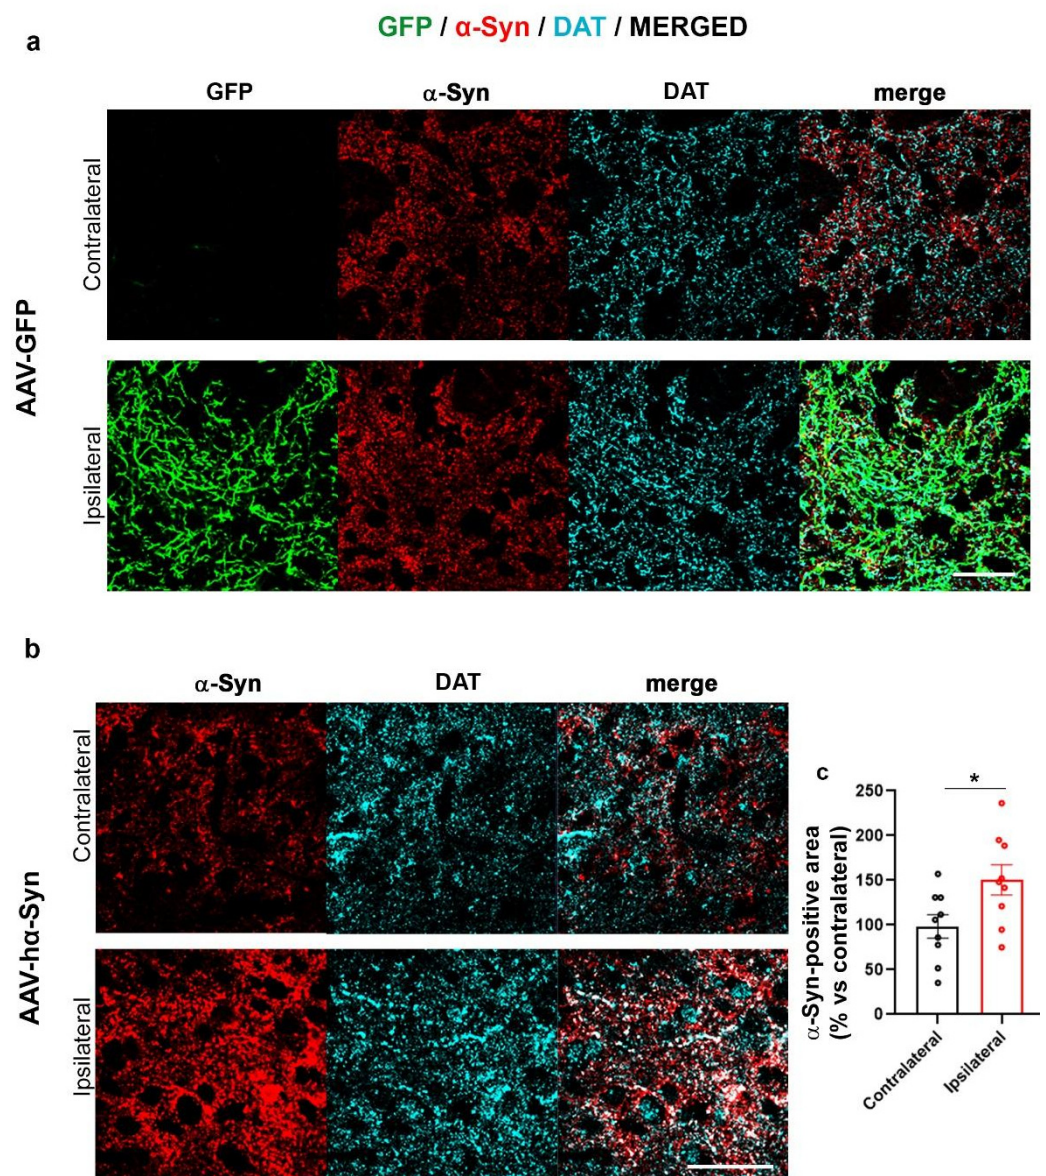 GFP / α-Syn / DAT / MERGED
a
GFP α-Syn DAT merge
Contralateral
AAV-GFP
Ipsilateral
b
α-Syn DAT merge
Contralateral
AAV-hα-Syn
Ipsilateral
c
*
α-Syn-positive area
(% vs contralateral)
250
200
150
100
50
0
Contralateral
Ipsilateral